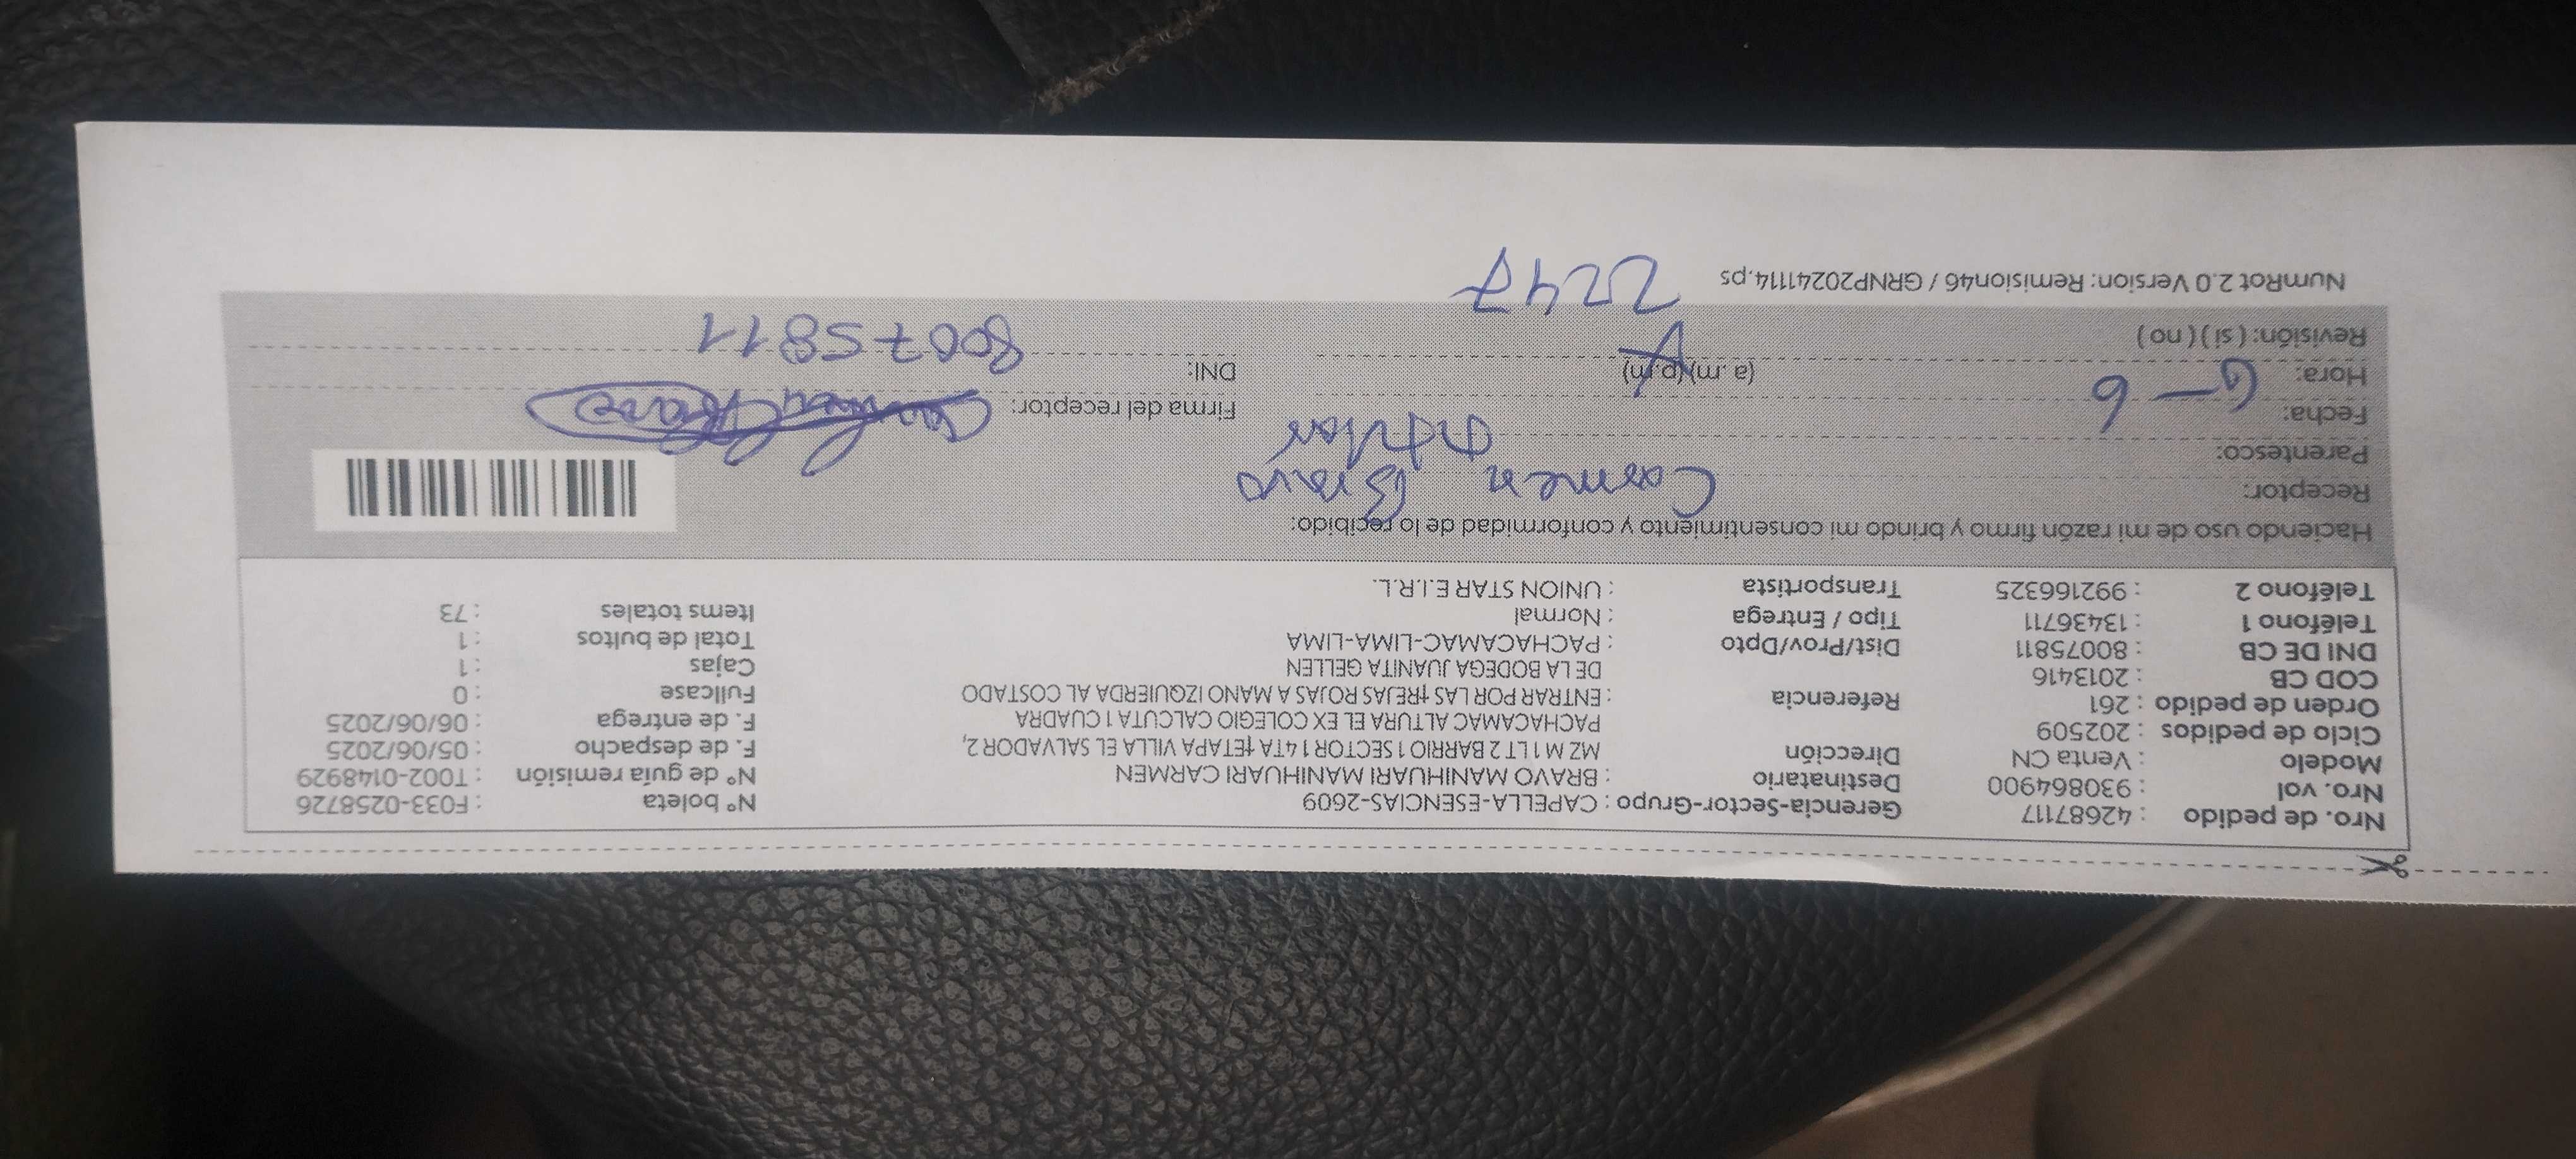 Nro. de pedido : 42687117
Nro. vol : 930864900
Modelo : Venta CN
Ciclo de pedidos : 202509
Orden de pedido : 261
COD CB : 2013416
DNI DE CB : 80075811
Teléfono 1 : 13436711
Teléfono 2 : 992166325
Gerencia-Sector-Grupo : CAPELLA-ESENCIAS-2609
Destinatario : BRAVO MANIHUARI MANIHUARI CARMEN
Dirección MZ M 1 LT 2 BARRIO 1 SECTOR 1 4TA †ETAPA VILLA EL SALVADOR 2,
PACHACAMAC ALTURA EL EX COLEGIO CALCUTA 1 CUADRA
Referencia : ENTRAR POR LAS †REJAS ROJAS A MANO IZQUIERDA AL COSTADO
DE LA BODEGA JUANITA GELLEN
Dist/Prov/Dpto : PACHACAMAC-LIMA-LIMA
Tipo / Entrega : Normal
Transportista : UNION STAR E.I.R.L.
N° boleta : F033-0258726
N° de guía remisión : T002-0148929
F. de despacho : 05/06/2025
F. de entrega : 06/06/2025
Fullcase : 0
Cajas : 1
Total de bultos : 1
Items totales : 73
Haciendo uso de mi razón firmo y brindo mi consentimiento y conformidad de lo recibido:
Receptor: Carmen Bravo
Parentesco: titular
Fecha: 6-6
Hora: (a. m) (p. m)
Revisión: ( si ) ( no )
Firma del receptor:
DNI: 80075811
NumRot 2.0 Version: Remision46 / GRNP20241114.ps
2247